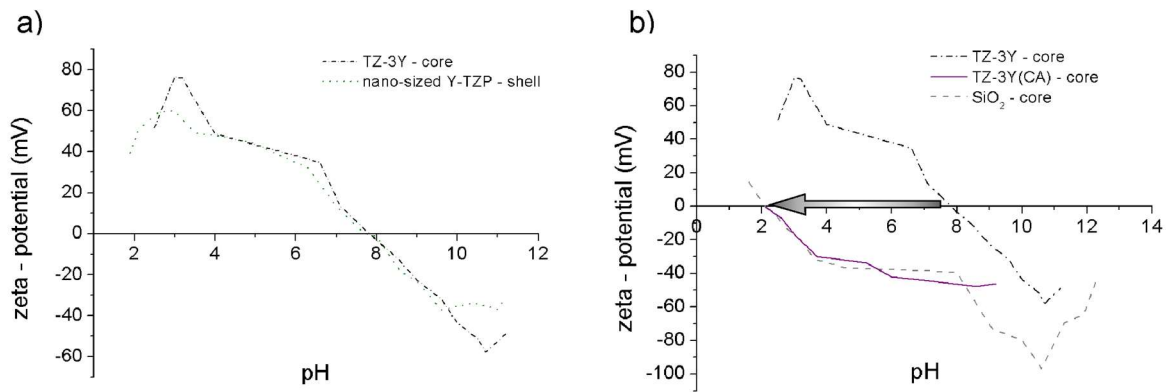 a)
TZ-3Y - core
nano-sized Y-TZP - shell
80
60
40
20
0
-20
-40
-60
2 4 6 8 10 12
zeta - potential (mV)
pH
b)
TZ-3Y - core
TZ-3Y(CA) - core
SiO₂ - core
80
60
40
20
0
-20
-40
-60
-80
-100
0 2 4 6 8 10 12 14
zeta - potential (mV)
pH